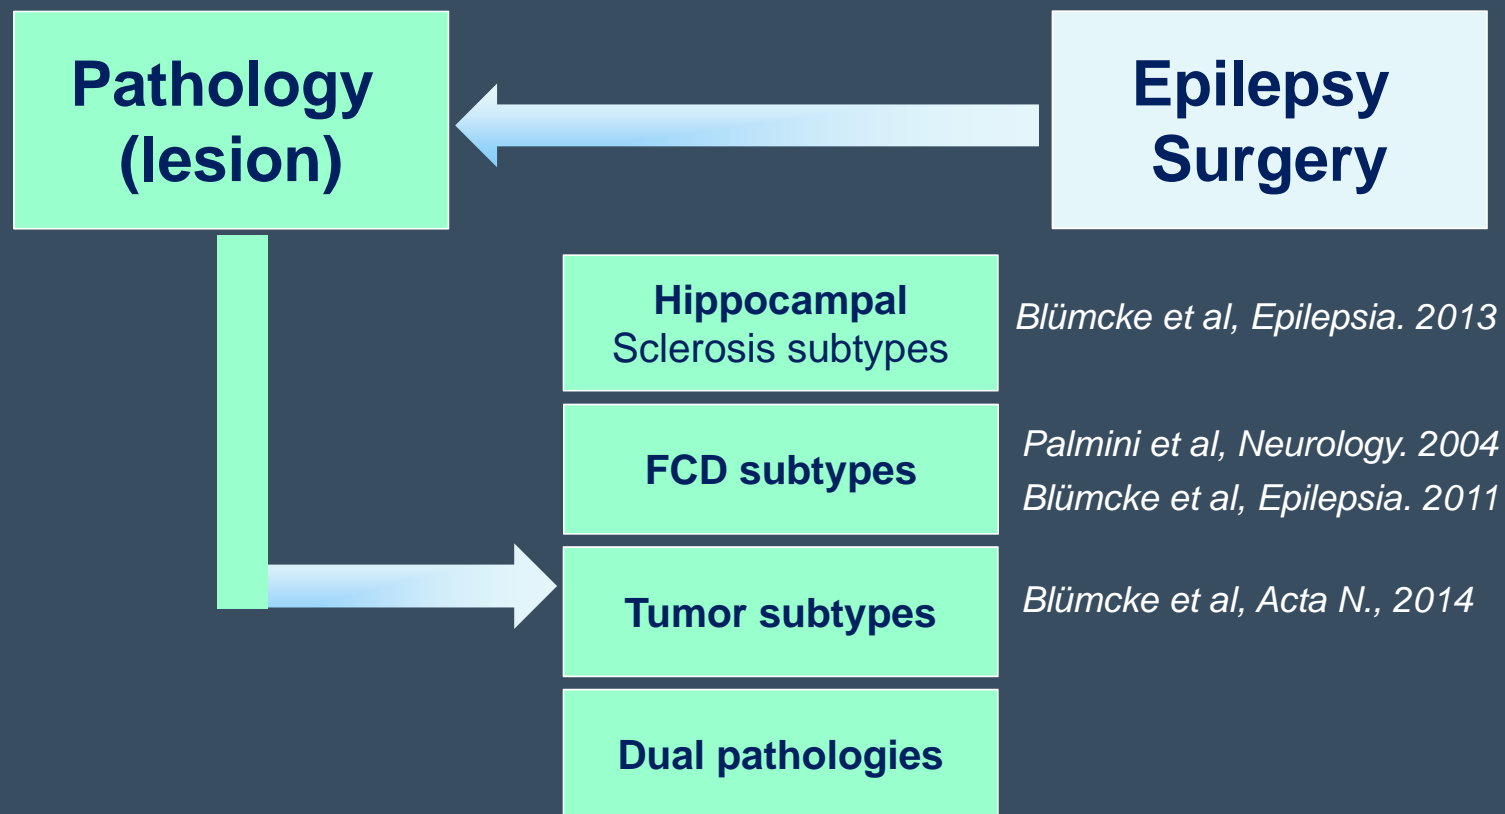 Pathology
(lesion)
Epilepsy
Surgery
Hippocampal
Sclerosis subtypes
Blümcke et al, Epilepsia. 2013
FCD subtypes
Palmini et al, Neurology. 2004
Blümcke et al, Epilepsia. 2011
Tumor subtypes
Blümcke et al, Acta N., 2014
Dual pathologies